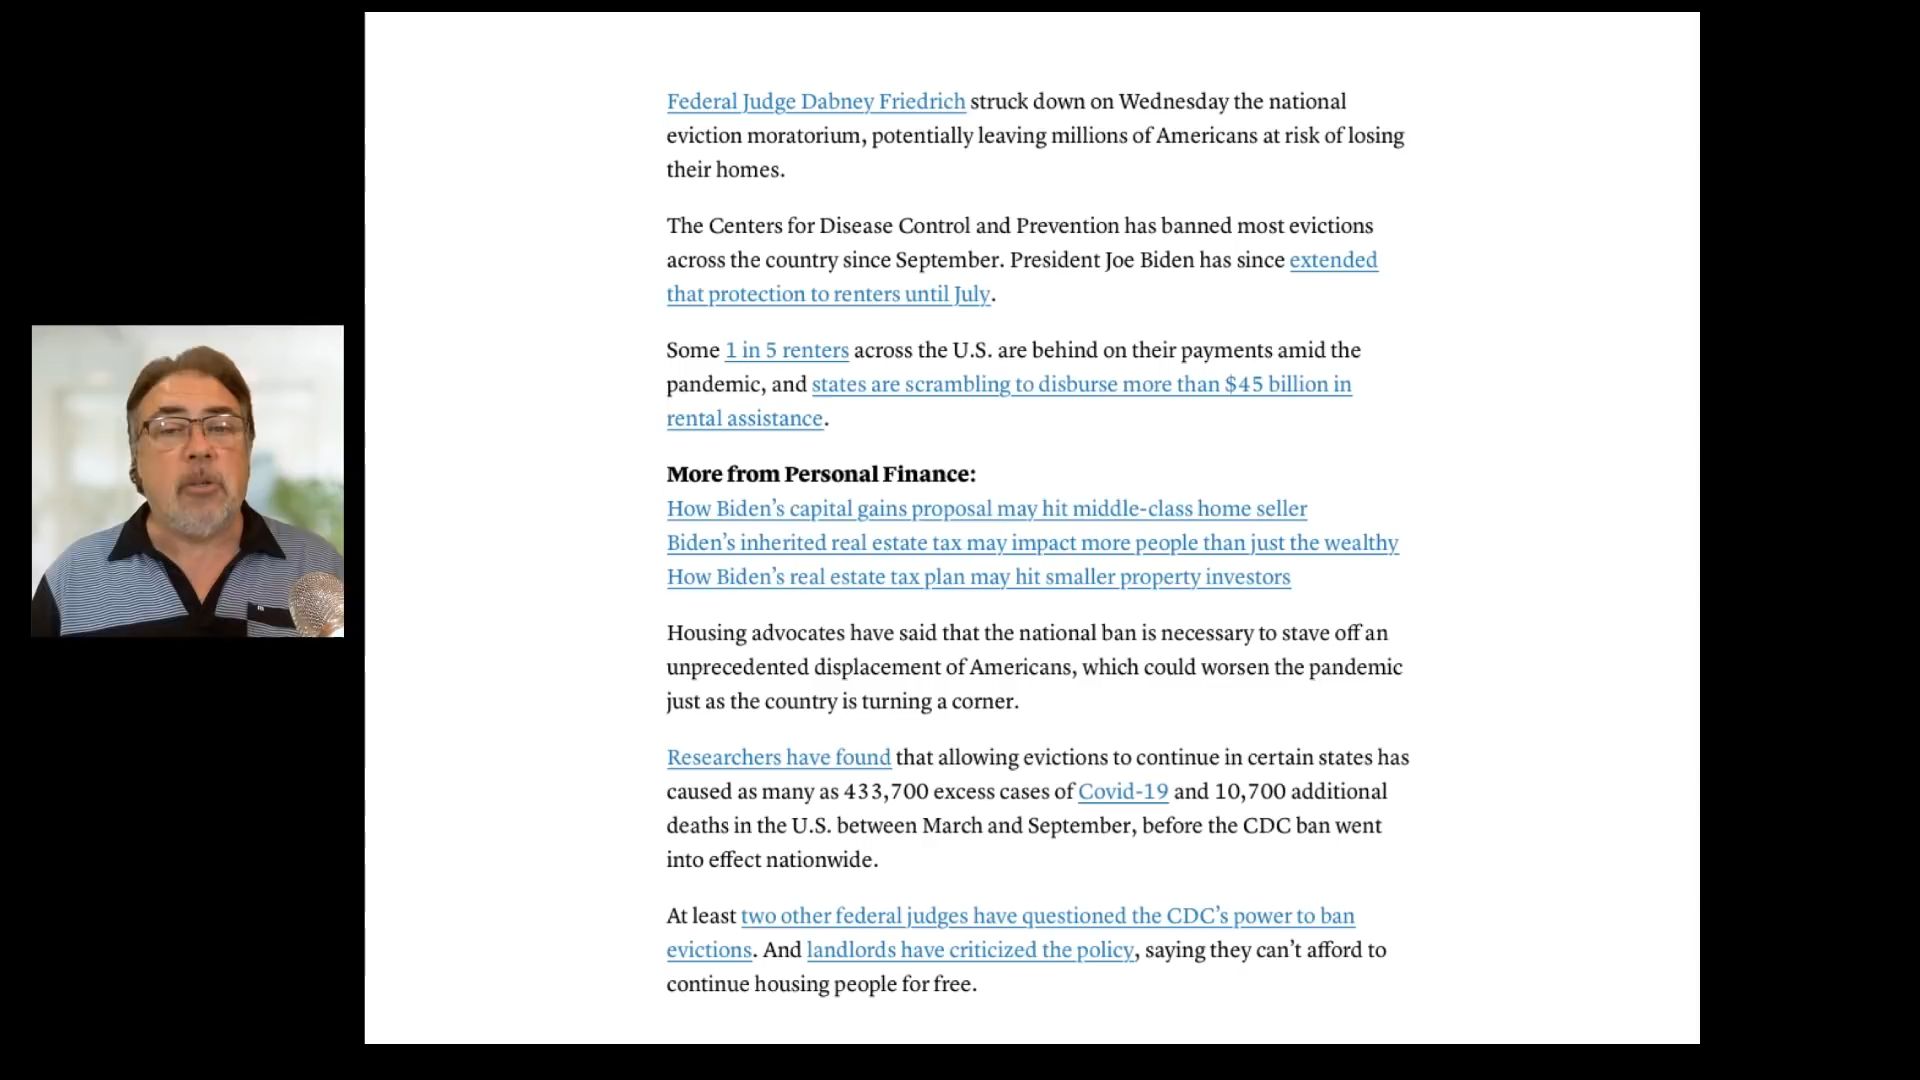 Federal Judge Dabney Friedrich struck down on Wednesday the national
eviction moratorium, potentially leaving millions of Americans at risk of losing
their homes.
The Centers for Disease Control and Prevention has banned most evictions
across the country since September. President Joe Biden has since extended
that protection to renters until July.
Some 1 in 5 renters across the U.S. are behind on their payments amid the
pandemic, and states are scrambling to disburse more than $45 billion in
rental assistance.
More from Personal Finance:
How Biden’s capital gains proposal may hit middle-class home seller
Biden’s inherited real estate tax may impact more people than just the wealthy
How Biden’s real estate tax plan may hit smaller property investors
Housing advocates have said that the national ban is necessary to stave off an
unprecedented displacement of Americans, which could worsen the pandemic
just as the country is turning a corner.
Researchers have found that allowing evictions to continue in certain states has
caused as many as 433,700 excess cases of Covid-19 and 10,700 additional
deaths in the U.S. between March and September, before the CDC ban went
into effect nationwide.
At least two other federal judges have questioned the CDC’s power to ban
evictions. And landlords have criticized the policy, saying they can’t afford to
continue housing people for free.